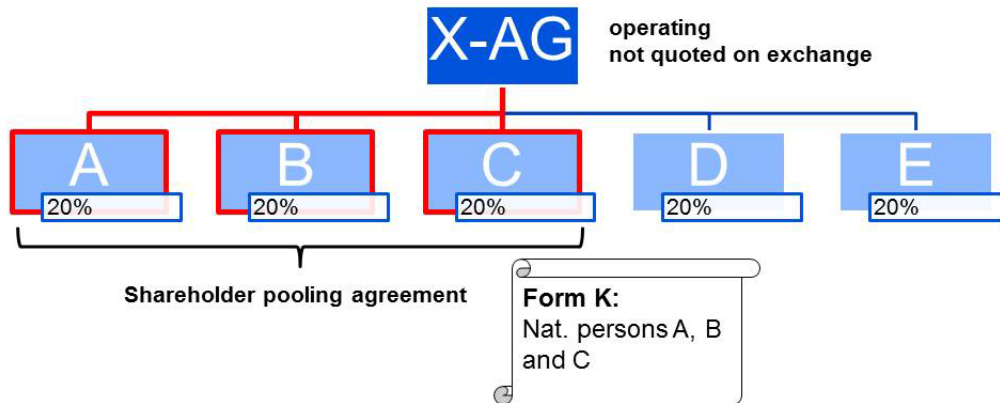 X-AG
operating
not quoted on exchange
A
B
C
D
E
20%
20%
20%
20%
20%
Shareholder pooling agreement
Form K:
Nat. persons A, B
and C